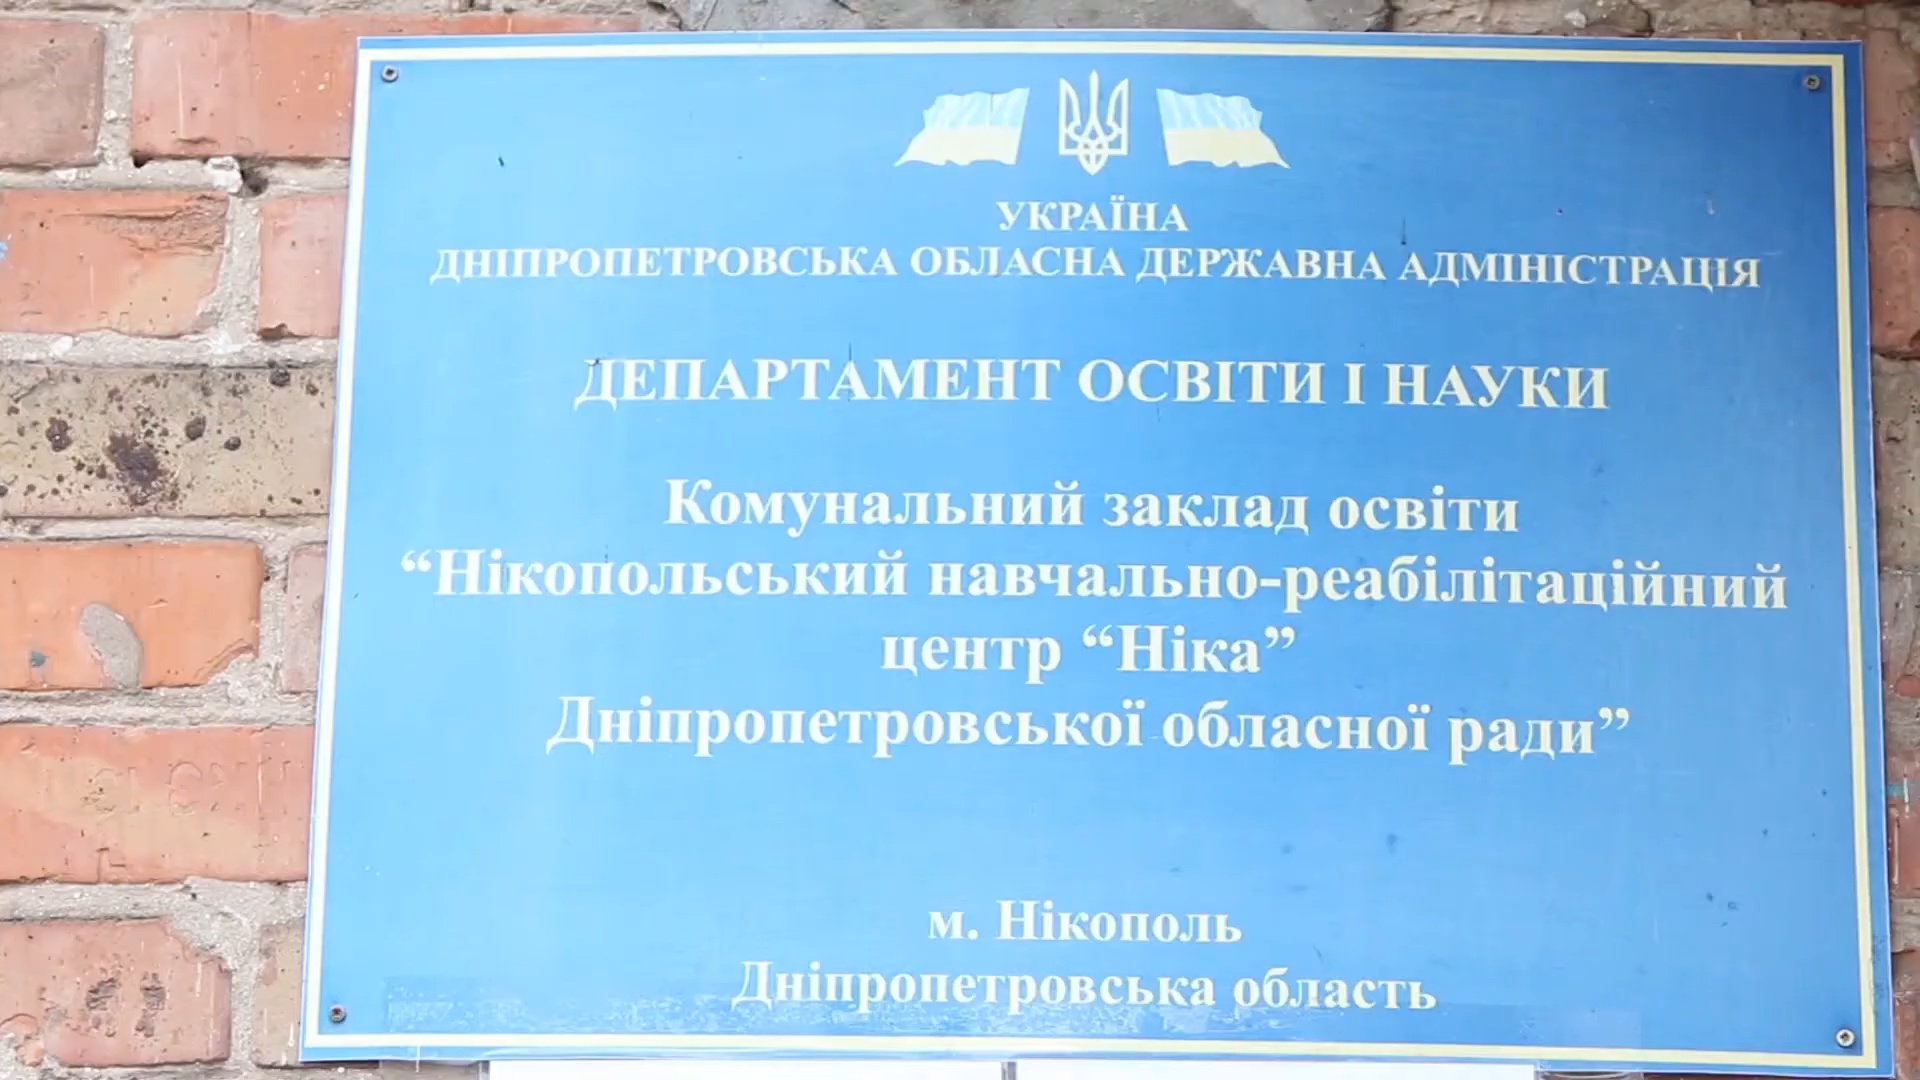 УКРАЇНА
ДНІПРОПЕТРОВСЬКА ОБЛАСНА ДЕРЖАВНА АДМІНІСТРАЦІЯ
ДЕПАРТАМЕНТ ОСВІТИ І НАУКИ
Комунальний заклад освіти
“Нікопольський навчально-реабілітаційний
центр “Ніка”
Дніпропетровської обласної ради”
м. Нікополь
Дніпропетровська область